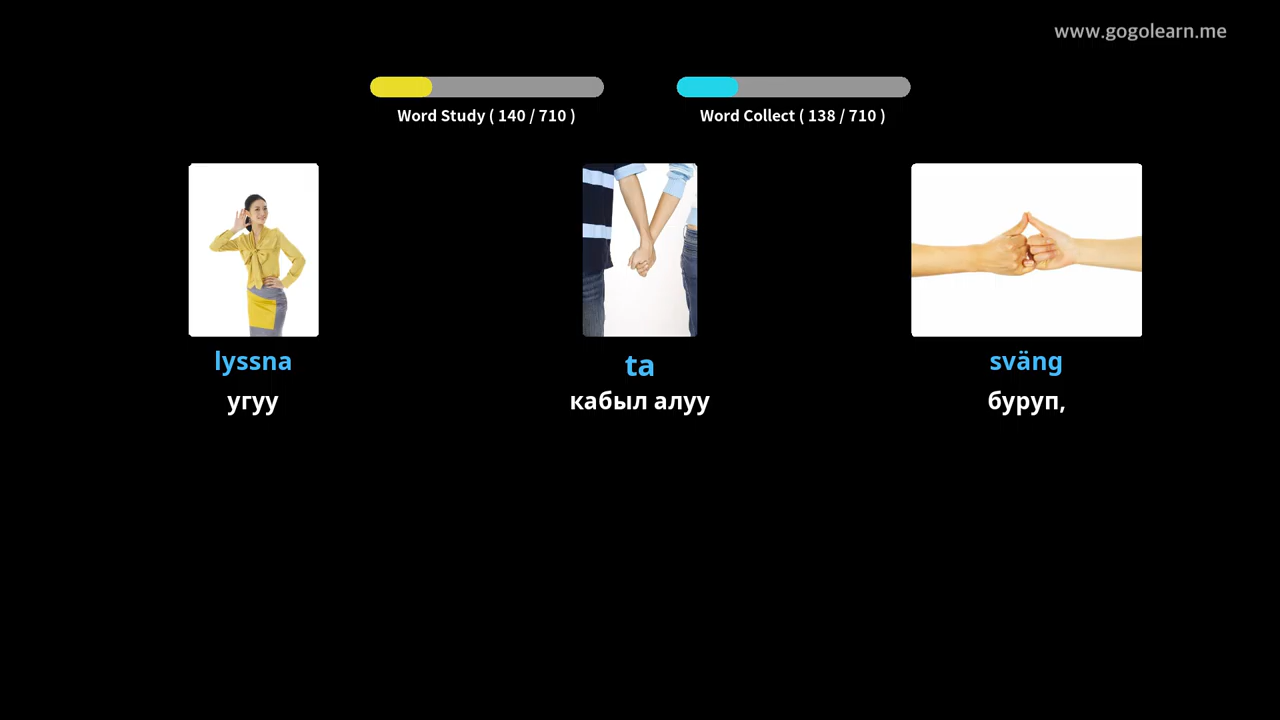 www.gogolearn.me
Word Study ( 140 / 710 )
Word Collect ( 138 / 710 )
lyssna
угуу
ta
кабыл алуу
sväng
буруп,